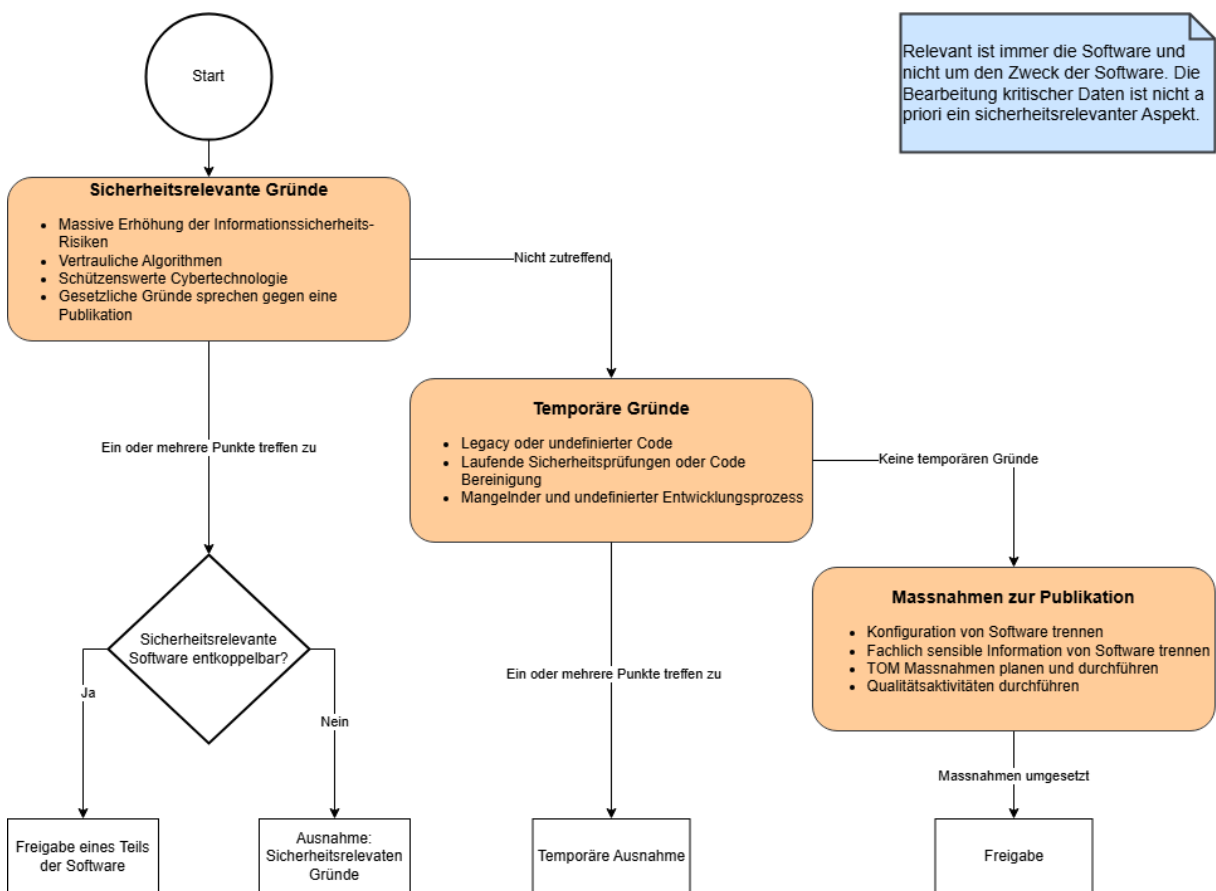 Start
Relevant ist immer die Software und
nicht um den Zweck der Software. Die
Bearbeitung kritischer Daten ist nicht a
priori ein sicherheitsrelevanter Aspekt.
Sicherheitsrelevante Gründe
• Massive Erhöhung der Informationssicherheits-
Risiken
• Vertrauliche Algorithmen
• Schützenswerte Cybertechnologie
• Gesetzliche Gründe sprechen gegen eine
Publikation
Nicht zutreffend
Ein oder mehrere Punkte treffen zu
Temporäre Gründe
• Legacy oder undefinierter Code
• Laufende Sicherheitsprüfungen oder Code
Bereinigung
• Mangelnder und undefinierter Entwicklungsprozess
Keine temporären Gründe
Massnahmen zur Publikation
• Konfiguration von Software trennen
• Fachlich sensible Information von Software trennen
• TOM Massnahmen planen und durchführen
• Qualitätsaktivitäten durchführen
Sicherheitsrelevante
Software entkoppelbar?
Ja
Nein
Ein oder mehrere Punkte treffen zu
Massnahmen umgesetzt
Freigabe eines Teils
der Software
Ausnahme:
Sicherheitsrelevaten
Gründe
Temporäre Ausnahme
Freigabe